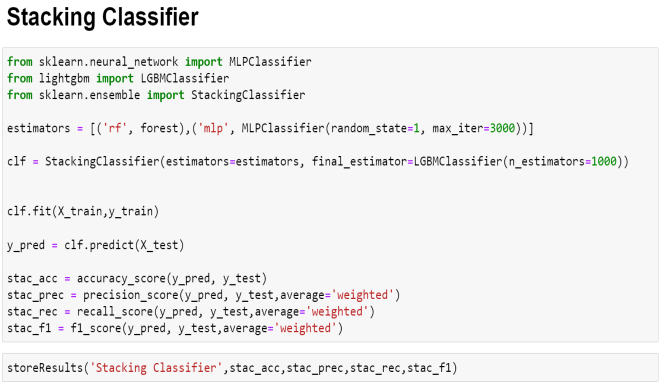 Stacking Classifier
from sklearn.neural_network import MLPClassifier
from lightgbm import LGBMClassifier
from sklearn.ensemble import StackingClassifier
estimators = [('rf', forest),('mlp', MLPClassifier(random_state=1, max_iter=3000))]
clf = StackingClassifier(estimators=estimators, final_estimator=LGBMClassifier(n_estimators=1000))
clf.fit(X_train,y_train)
y_pred = clf.predict(X_test)
stac_acc = accuracy_score(y_pred, y_test)
stac_prec = precision_score(y_pred, y_test,average='weighted')
stac_rec = recall_score(y_pred, y_test,average='weighted')
stac_f1 = f1_score(y_pred, y_test,average='weighted')
storeResults('Stacking Classifier',stac_acc,stac_prec,stac_rec,stac_f1)